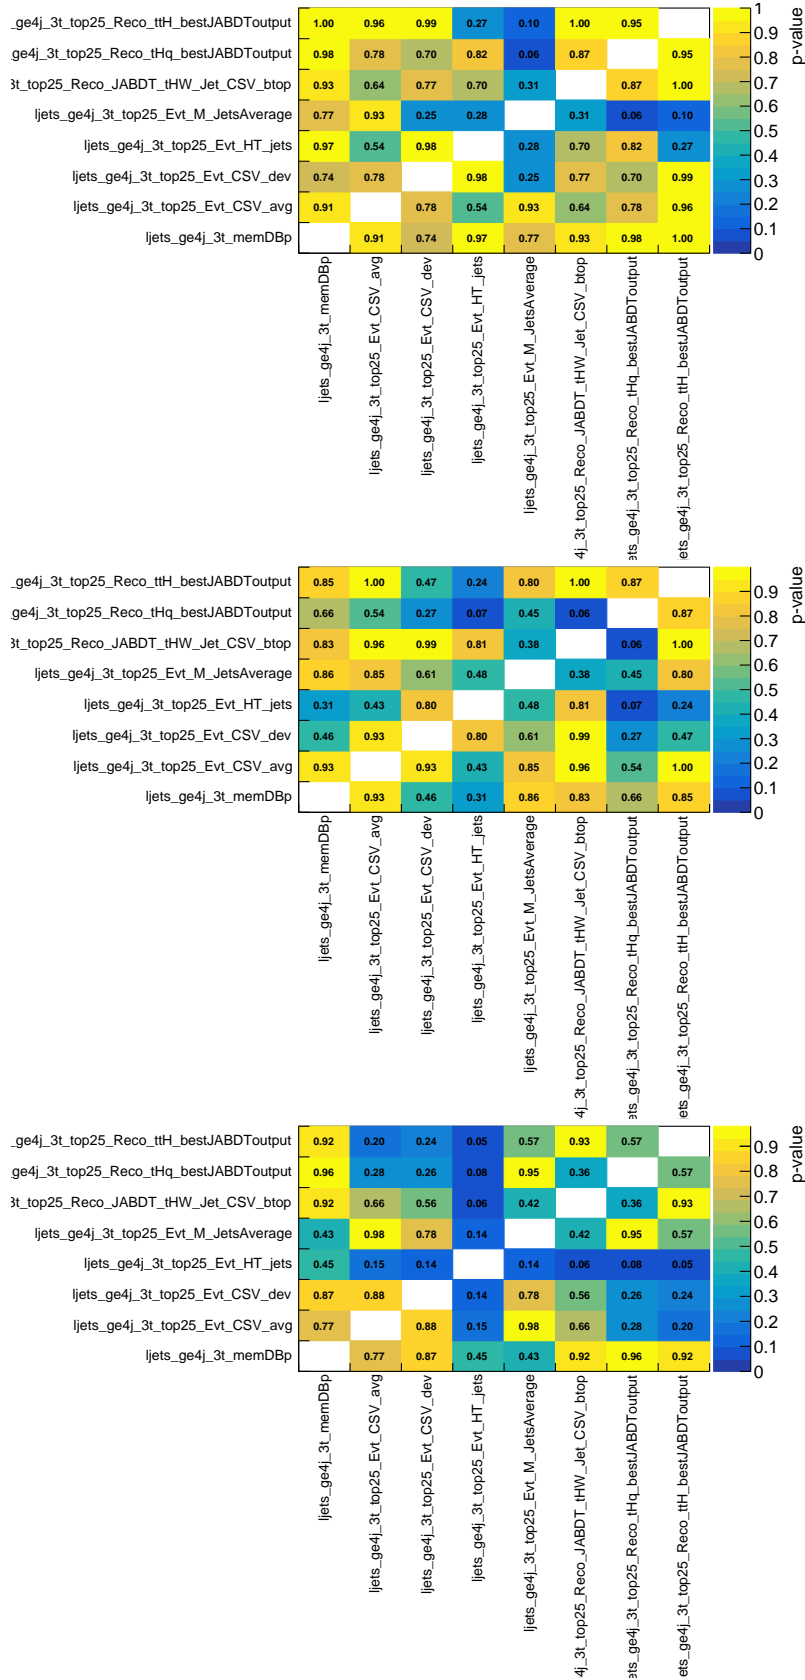 _ge4j_3t_top25_Reco_ttH_bestJABDToutput 1.00 0.96 0.99 0.27 0.10 1.00 0.95
_ge4j_3t_top25_Reco_tHq_bestJABDToutput 0.98 0.78 0.70 0.82 0.06 0.87 0.95
3t_top25_Reco_JABDT_tHW_Jet_CSV_btop 0.93 0.64 0.77 0.70 0.31 0.87 1.00
ljets_ge4j_3t_top25_Evt_M_JetsAverage 0.77 0.93 0.25 0.28 0.31 0.06 0.10
ljets_ge4j_3t_top25_Evt_HT_jets 0.97 0.54 0.98 0.28 0.70 0.82 0.27
ljets_ge4j_3t_top25_Evt_CSV_dev 0.74 0.78 0.98 0.25 0.77 0.70 0.99
ljets_ge4j_3t_top25_Evt_CSV_avg 0.91 0.78 0.54 0.93 0.64 0.78 0.96
ljets_ge4j_3t_memDBp 0.91 0.74 0.97 0.77 0.93 0.98 1.00
ljets_ge4j_3t_memDBp
ljets_ge4j_3t_top25_Evt_CSV_avg
ljets_ge4j_3t_top25_Evt_CSV_dev
ljets_ge4j_3t_top25_Evt_HT_jets
ljets_ge4j_3t_top25_Evt_M_JetsAverage
4j_3t_top25_Reco_JABDT_tHW_Jet_CSV_btop
jets_ge4j_3t_top25_Reco_tHq_bestJABDToutput
jets_ge4j_3t_top25_Reco_ttH_bestJABDToutput
1
0.9
0.8
0.7
0.6
0.5
0.4
0.3
0.2
0.1
0
p-value
_ge4j_3t_top25_Reco_ttH_bestJABDToutput 0.85 1.00 0.47 0.24 0.80 1.00 0.87
_ge4j_3t_top25_Reco_tHq_bestJABDToutput 0.66 0.54 0.27 0.07 0.45 0.06 0.87
3t_top25_Reco_JABDT_tHW_Jet_CSV_btop 0.83 0.96 0.99 0.81 0.38 0.06 1.00
ljets_ge4j_3t_top25_Evt_M_JetsAverage 0.86 0.85 0.61 0.48 0.38 0.45 0.80
ljets_ge4j_3t_top25_Evt_HT_jets 0.31 0.43 0.80 0.48 0.81 0.07 0.24
ljets_ge4j_3t_top25_Evt_CSV_dev 0.46 0.93 0.80 0.61 0.99 0.27 0.47
ljets_ge4j_3t_top25_Evt_CSV_avg 0.93 0.93 0.43 0.85 0.96 0.54 1.00
ljets_ge4j_3t_memDBp 0.93 0.46 0.31 0.86 0.83 0.66 0.85
ljets_ge4j_3t_memDBp
ljets_ge4j_3t_top25_Evt_CSV_avg
ljets_ge4j_3t_top25_Evt_CSV_dev
ljets_ge4j_3t_top25_Evt_HT_jets
ljets_ge4j_3t_top25_Evt_M_JetsAverage
4j_3t_top25_Reco_JABDT_tHW_Jet_CSV_btop
jets_ge4j_3t_top25_Reco_tHq_bestJABDToutput
jets_ge4j_3t_top25_Reco_ttH_bestJABDToutput
0.9
0.8
0.7
0.6
0.5
0.4
0.3
0.2
0.1
0
p-value
_ge4j_3t_top25_Reco_ttH_bestJABDToutput 0.92 0.20 0.24 0.05 0.57 0.93 0.57
_ge4j_3t_top25_Reco_tHq_bestJABDToutput 0.96 0.28 0.26 0.08 0.95 0.36 0.57
3t_top25_Reco_JABDT_tHW_Jet_CSV_btop 0.92 0.66 0.56 0.06 0.42 0.36 0.93
ljets_ge4j_3t_top25_Evt_M_JetsAverage 0.43 0.98 0.78 0.14 0.42 0.95 0.57
ljets_ge4j_3t_top25_Evt_HT_jets 0.45 0.15 0.14 0.14 0.06 0.08 0.05
ljets_ge4j_3t_top25_Evt_CSV_dev 0.87 0.88 0.14 0.78 0.56 0.26 0.24
ljets_ge4j_3t_top25_Evt_CSV_avg 0.77 0.88 0.15 0.98 0.66 0.28 0.20
ljets_ge4j_3t_memDBp 0.77 0.87 0.45 0.43 0.92 0.96 0.92
ljets_ge4j_3t_memDBp
ljets_ge4j_3t_top25_Evt_CSV_avg
ljets_ge4j_3t_top25_Evt_CSV_dev
ljets_ge4j_3t_top25_Evt_HT_jets
ljets_ge4j_3t_top25_Evt_M_JetsAverage
4j_3t_top25_Reco_JABDT_tHW_Jet_CSV_btop
jets_ge4j_3t_top25_Reco_tHq_bestJABDToutput
jets_ge4j_3t_top25_Reco_ttH_bestJABDToutput
0.9
0.8
0.7
0.6
0.5
0.4
0.3
0.2
0.1
0
p-value